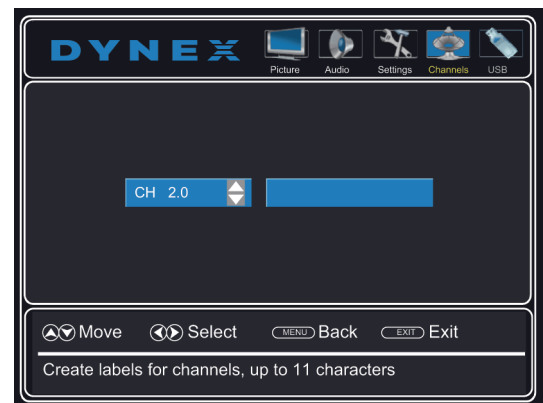 DYNEX
Picture Audio Settings Channels USB
CH 2.0
Move Select MENU Back EXIT Exit
Create labels for channels, up to 11 characters